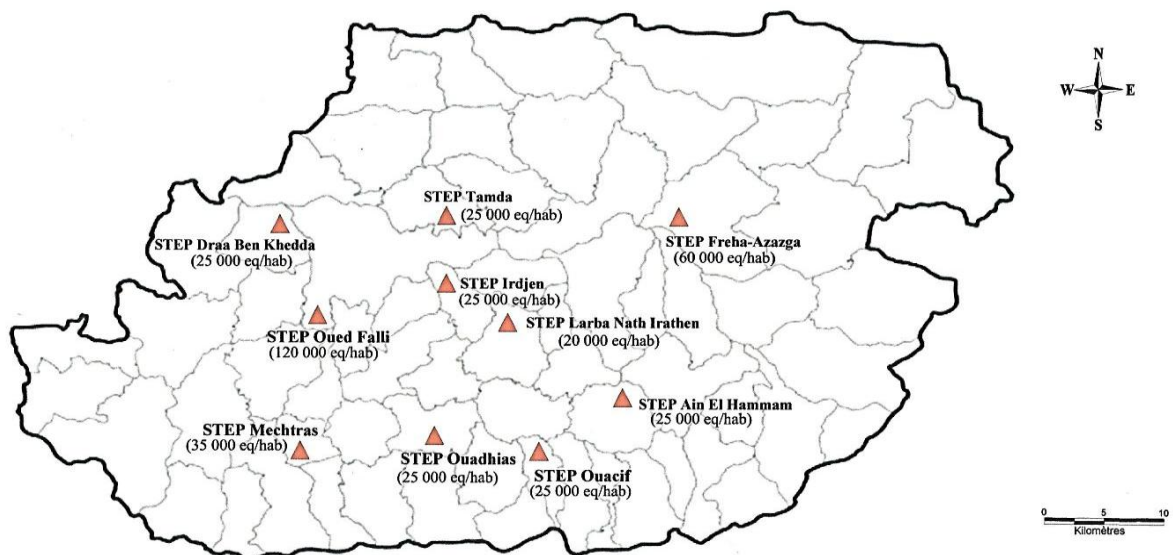 N
W E
S
STEP Tamda
(25 000 eq/hab)
STEP Draa Ben Khedda
(25 000 eq/hab)
STEP Freha-Azazga
(60 000 eq/hab)
STEP Irdjen
(25 000 eq/hab)
STEP Larba Nath Irathen
(20 000 eq/hab)
STEP Oued Falli
(120 000 eq/hab)
STEP Ain El Hammam
(25 000 eq/hab)
STEP Mechtras
(35 000 eq/hab)
STEP Ouadhias
(25 000 eq/hab)
STEP Ouacif
(25 000 eq/hab)
0 5 10
Kilomètres